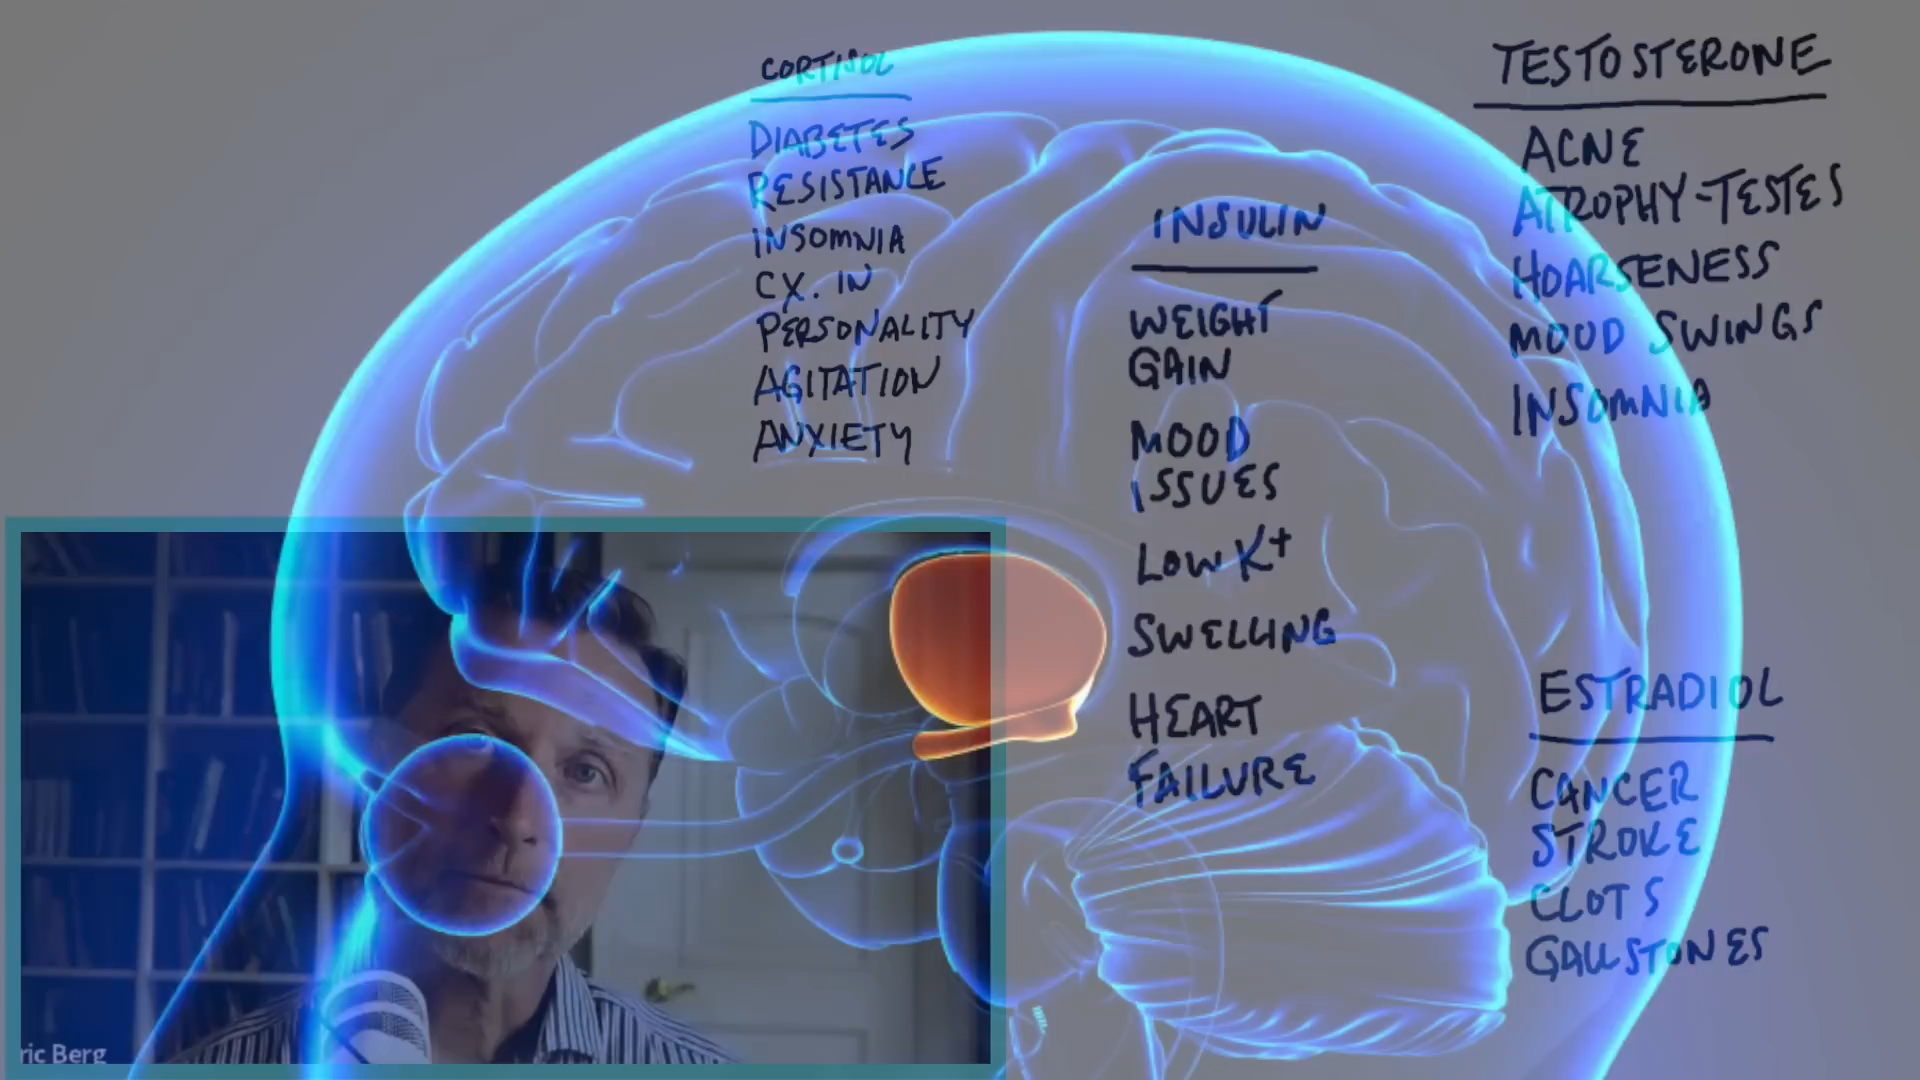 CORTISOL
DIABETES
RESISTANCE
INSOMNIA
CX. IN
PERSONALITY
AGITATION
ANXIETY
INSULIN
WEIGHT
GAIN
MOOD
ISSUES
LOW K+
SWELLING
HEART
FAILURE
TESTOSTERONE
ACNE
ATROPHY-TESTES
HOARSENESS
MOOD SWINGS
INSOMNIA
ESTRADIOL
CANCER
STROKE
CLOTS
GALLSTONES
ric Berg